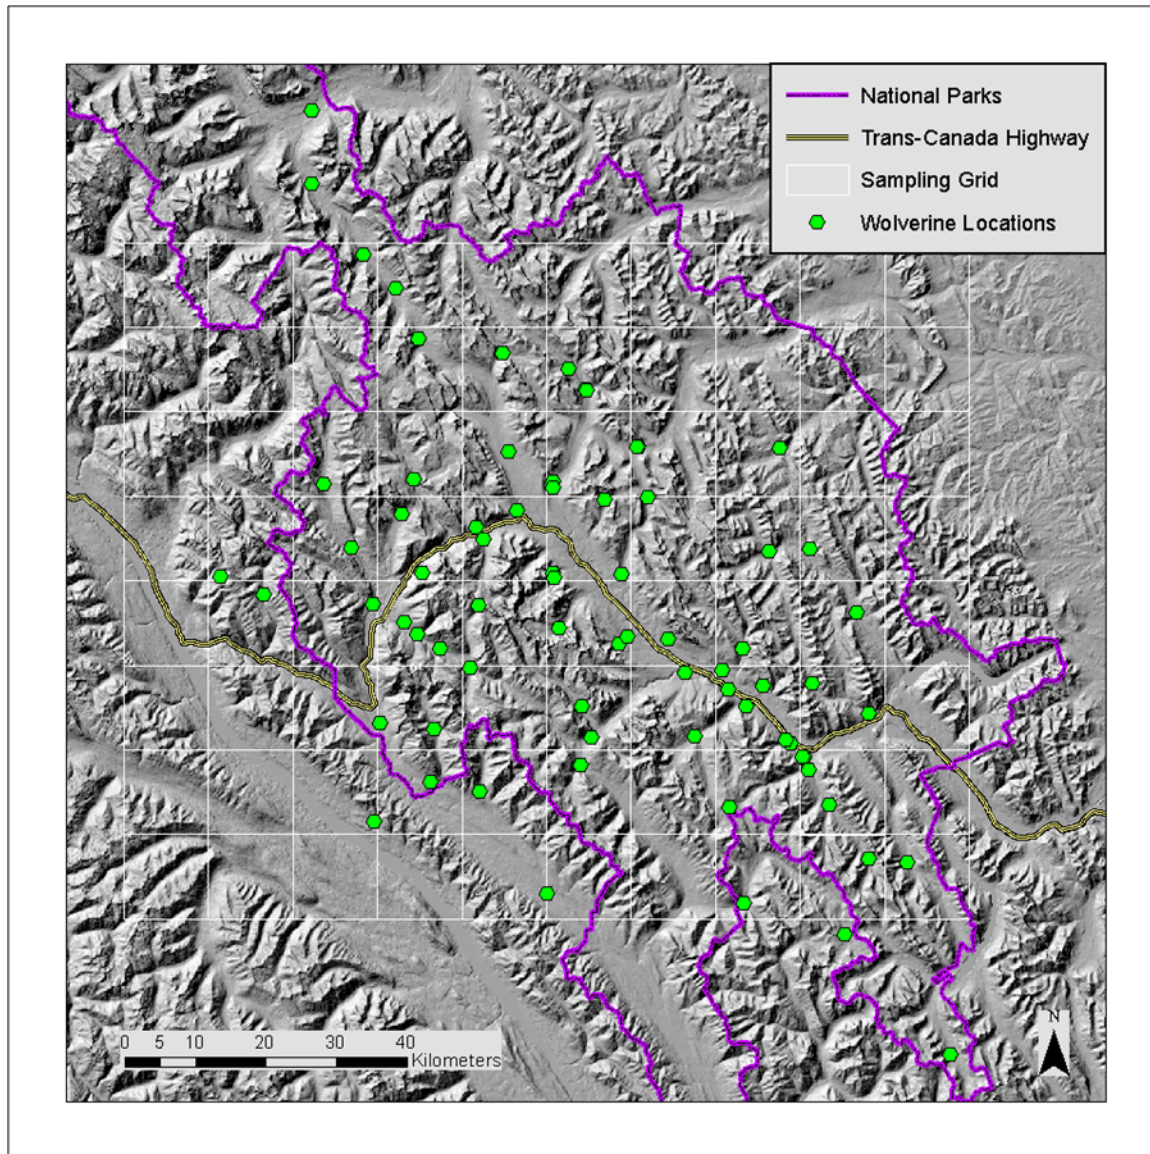 National Parks
Trans-Canada Highway
Sampling Grid
Wolverine Locations
0 5 10 20 30 40
Kilometers
N